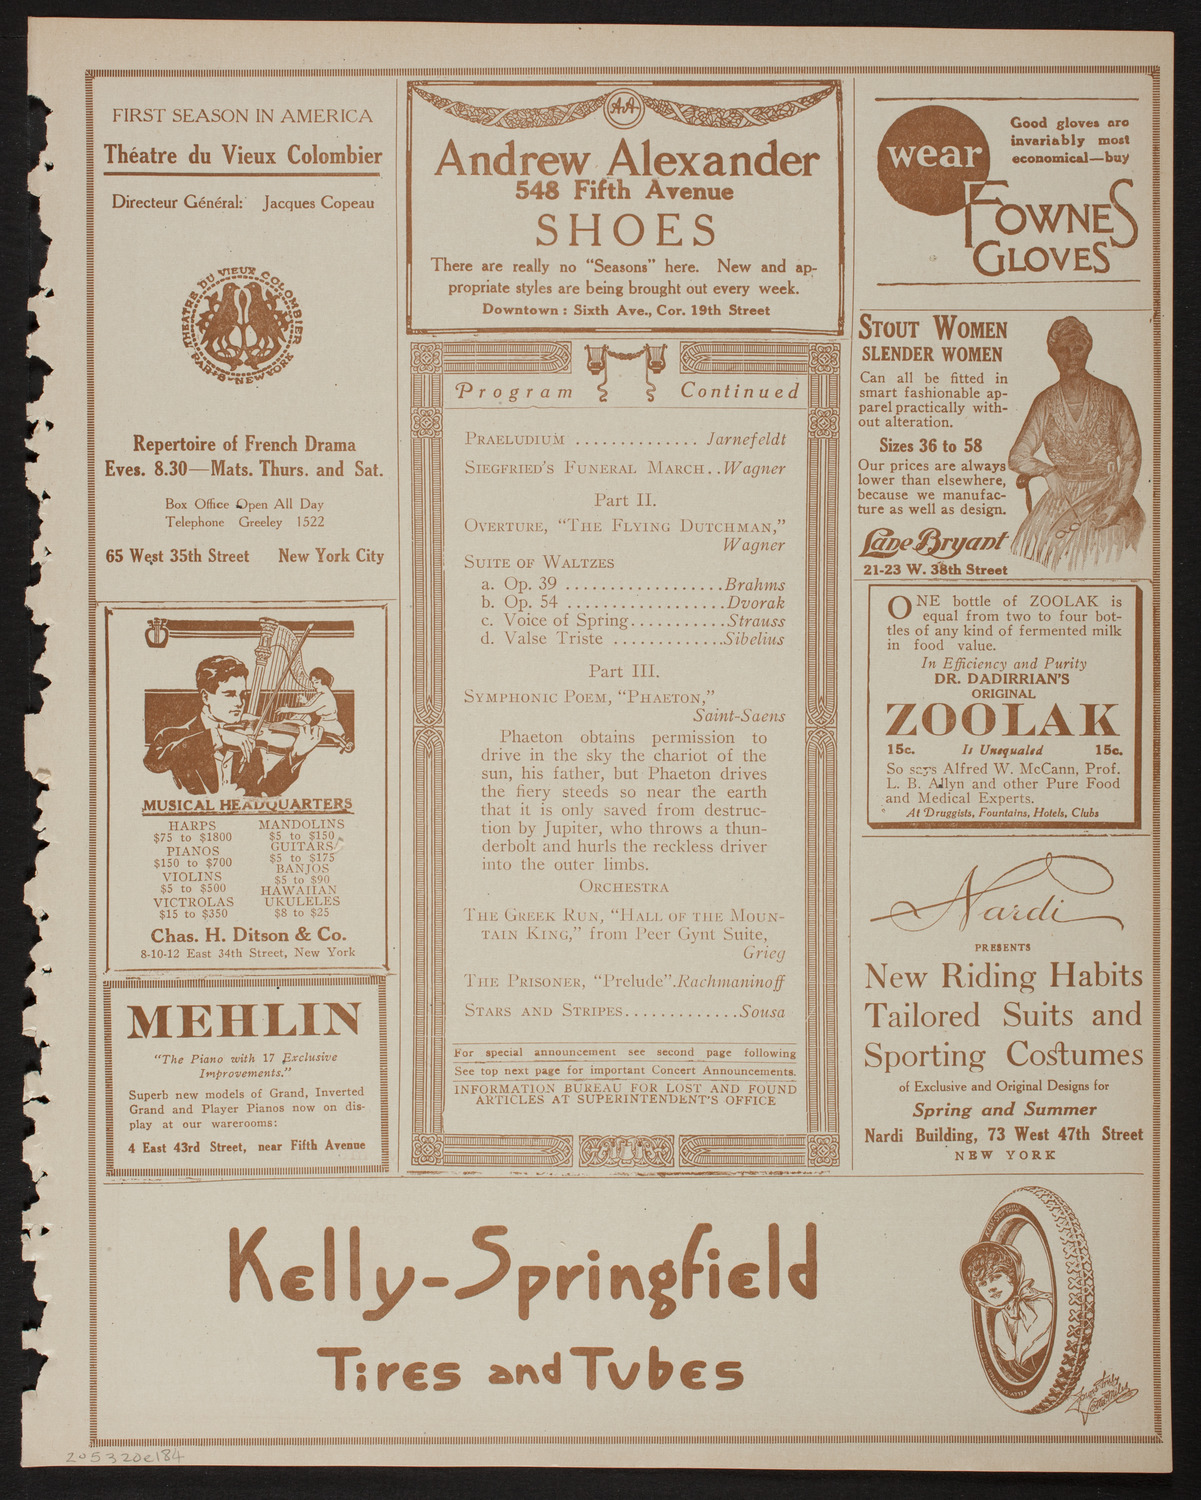 FIRST SEASON IN AMERICA
Théatre du Vieux Colombier
Directeur Général: Jacques Copeau
THEATRE DU VIEUX COLOMBIER
PARIS-NEW YORK
Repertoire of French Drama
Eves. 8.30—Mats. Thurs. and Sat.
Box Office Open All Day
Telephone Greeley 1522
65 West 35th Street New York City
MUSICAL HEADQUARTERS
HARPS
$75 to $1800
PIANOS
$150 to $700
VIOLINS
$5 to $500
VICTROLAS
$15 to $350
MANDOLINS
$5 to $150
GUITARS
$5 to $175
BANJOS
$5 to $90
HAWAIIAN
UKULELES
$8 to $25
Chas. H. Ditson & Co.
8-10-12 East 34th Street, New York
MEHLIN
"The Piano with 17 Exclusive
Improvements."
Superb new models of Grand, Inverted
Grand and Player Pianos now on dis-
play at our warerooms:
4 East 43rd Street, near Fifth Avenue
AA
Andrew Alexander
548 Fifth Avenue
SHOES
There are really no "Seasons" here. New and ap-
propriate styles are being brought out every week.
Downtown: Sixth Ave., Cor. 19th Street
Program Continued
PRAELUDIUM .............. Jarnefeldt
SIEGFRIED'S FUNERAL MARCH..Wagner
Part II.
OVERTURE, "THE FLYING DUTCHMAN,"
Wagner
SUITE OF WALTZES
a. Op. 39 ..................Brahms
b. Op. 54 ..................Dvorak
c. Voice of Spring...........Strauss
d. Valse Triste .............Sibelius
Part III.
SYMPHONIC POEM, "PHAETON,"
Saint-Saens
Phaeton obtains permission to
drive in the sky the chariot of the
sun, his father, but Phaeton drives
the fiery steeds so near the earth
that it is only saved from destruc-
tion by Jupiter, who throws a thun-
derbolt and hurls the reckless driver
into the outer limbs.
ORCHESTRA
THE GREEK RUN, "HALL OF THE MOUN-
TAIN KING," from Peer Gynt Suite,
Grieg
THE PRISONER, "Prelude".Rachmaninoff
STARS AND STRIPES.............Sousa
For special announcement see second page following
See top next page for important Concert Announcements.
INFORMATION BUREAU FOR LOST AND FOUND
ARTICLES AT SUPERINTENDENT'S OFFICE
wear
Good gloves are
invariably most
economical—buy
FOWNES
GLOVES
STOUT WOMEN
SLENDER WOMEN
Can all be fitted in
smart fashionable ap-
parel practically with-
out alteration.
Sizes 36 to 58
Our prices are always
lower than elsewhere,
because we manufac-
ture as well as design.
Lane Bryant
21-23 W. 38th Street
ONE bottle of ZOOLAK is
equal from two to four bot-
tles of any kind of fermented milk
in food value.
In Efficiency and Purity
DR. DADIRRIAN'S
ORIGINAL
ZOOLAK
15c. Is Unequaled 15c.
So says Alfred W. McCann, Prof.
L. B. Allyn and other Pure Food
and Medical Experts.
At Druggists, Fountains, Hotels, Clubs
Nardi
PRESENTS
New Riding Habits
Tailored Suits and
Sporting Costumes
of Exclusive and Original Designs for
Spring and Summer
Nardi Building, 73 West 47th Street
NEW YORK
Kelly-Springfield
Tires and Tubes
Yours truly
Lotta Miles
205320e184